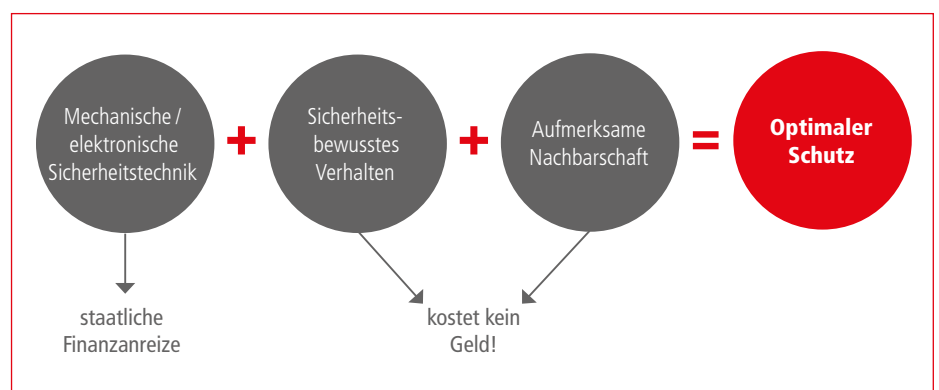 Mechanische /
elektronische
Sicherheitstechnik
+
Sicherheits-
bewusstes
Verhalten
+
Aufmerksame
Nachbarschaft
=
Optimaler
Schutz
staatliche
Finanzanreize
kostet kein
Geld!